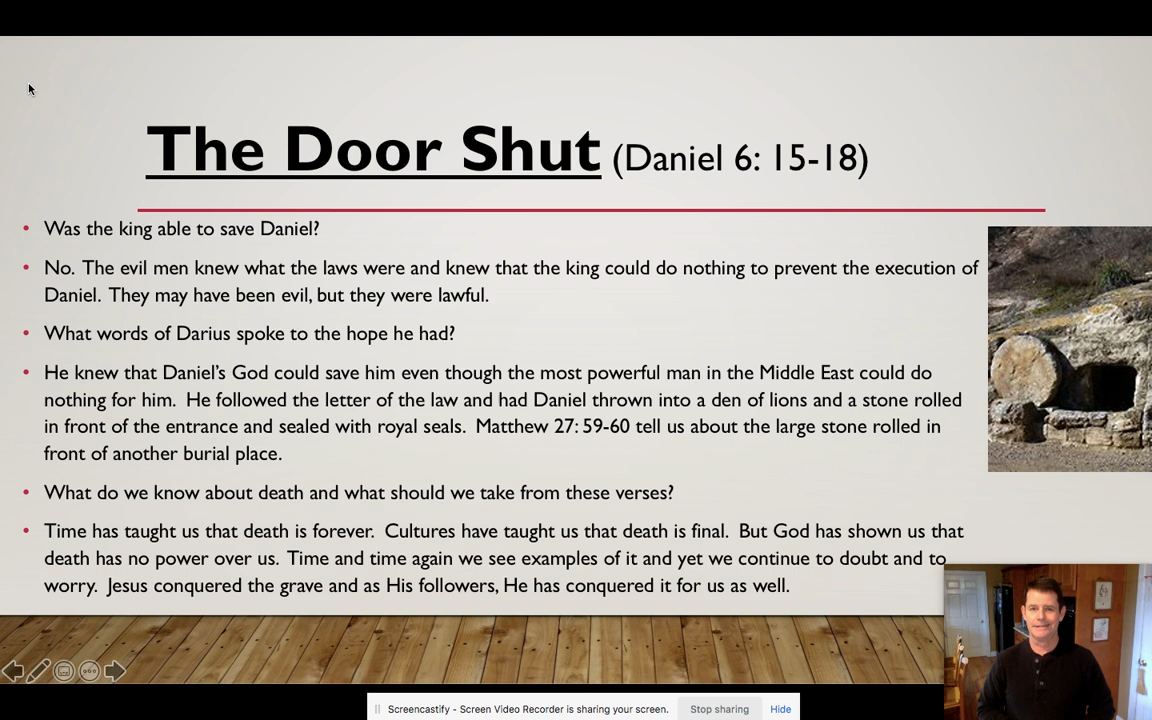 The Door Shut (Daniel 6: 15-18)
• Was the king able to save Daniel?
• No. The evil men knew what the laws were and knew that the king could do nothing to prevent the execution of
Daniel. They may have been evil, but they were lawful.
• What words of Darius spoke to the hope he had?
• He knew that Daniel’s God could save him even though the most powerful man in the Middle East could do
nothing for him. He followed the letter of the law and had Daniel thrown into a den of lions and a stone rolled
in front of the entrance and sealed with royal seals. Matthew 27: 59-60 tell us about the large stone rolled in
front of another burial place.
• What do we know about death and what should we take from these verses?
• Time has taught us that death is forever. Cultures have taught us that death is final. But God has shown us that
death has no power over us. Time and time again we see examples of it and yet we continue to doubt and to
worry. Jesus conquered the grave and as His followers, He has conquered it for us as well.
Screencastify - Screen Video Recorder is sharing your screen. Stop sharing Hide